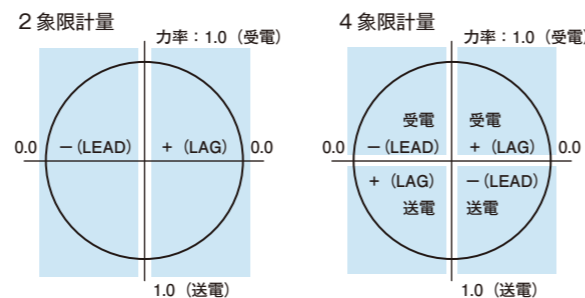 2象限計量
力率：1.0（受電）
0.0
−(LEAD)
+（LAG）
0.0
1.0（送電）
4象限計量
力率：1.0（受電）
受電
受電
0.0
−(LEAD)
+（LAG）
0.0
+（LAG）
−(LEAD)
送電
送電
1.0（送電）